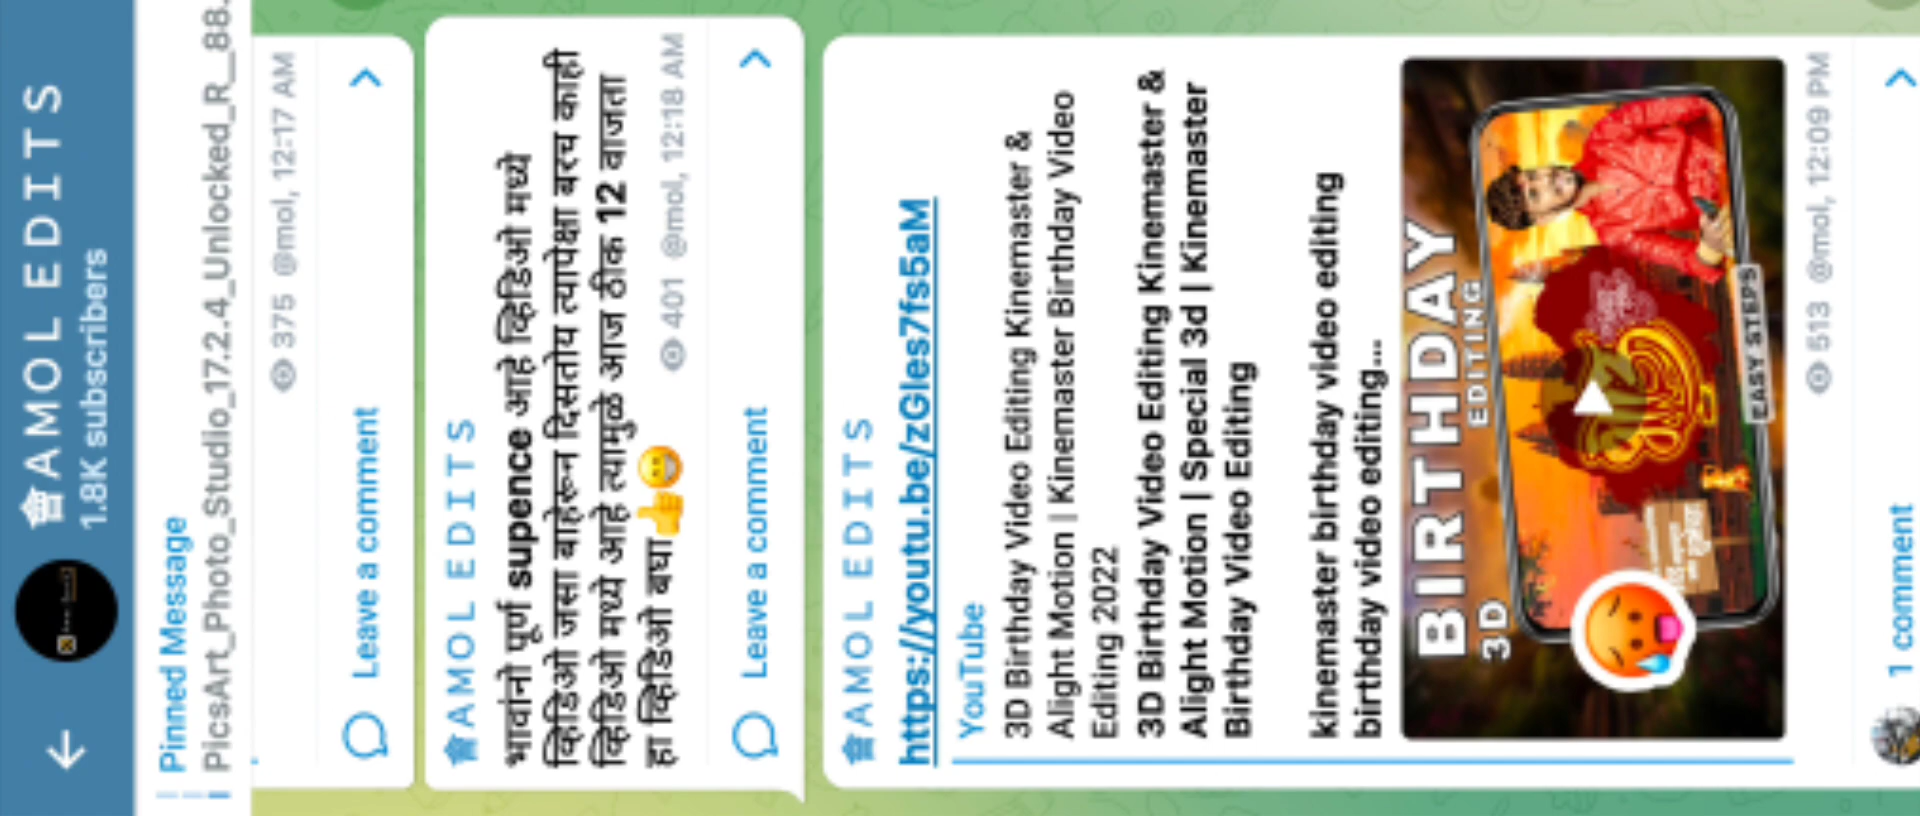 AMOL EDITS
1.8K subscribers
Pinned Message
PicsArt_Photo_Studio_17.2.4_Unlocked_R_88.
375 @mol, 12:17 AM
Leave a comment
AMOL EDITS
भावांनो पूर्ण supence आहे व्हिडिओ मध्ये
व्हिडिओ जसा बाहेरून दिसतोय त्यापेक्षा बरच काही
व्हिडिओ मध्ये आहे त्यामुळे आज ठीक 12 वाजता
हा व्हिडिओ बघा👍😀
401 @mol, 12:18 AM
Leave a comment
AMOL EDITS
https://youtu.be/zGles7fs5aM
YouTube
3D Birthday Video Editing Kinemaster &
Alight Motion | Kinemaster Birthday Video
Editing 2022
3D Birthday Video Editing Kinemaster &
Alight Motion | Special 3d | Kinemaster
Birthday Video Editing
kinemaster birthday video editing
birthday video editing...
BIRTHDAY
3D EDITING
EASY STEPS
513 @mol, 12:09 PM
1 comment